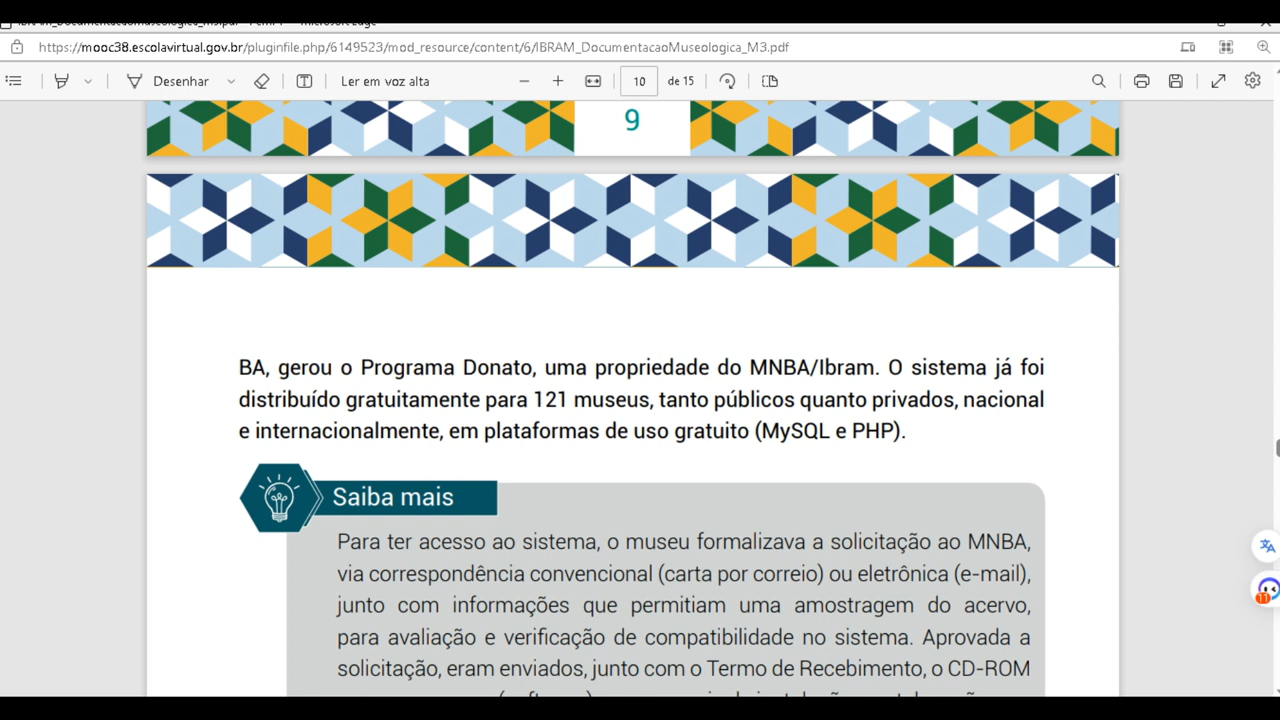 https://mooc38.escolavirtual.gov.br/pluginfile.php/6149523/mod_resource/content/6/IBRAM_DocumentacaoMuseologica_M3.pdf
Desenhar
Ler em voz alta
10 de 15
9
BA, gerou o Programa Donato, uma propriedade do MNBA/Ibram. O sistema já foi
distribuído gratuitamente para 121 museus, tanto públicos quanto privados, nacional
e internacionalmente, em plataformas de uso gratuito (MySQL e PHP).
Saiba mais
Para ter acesso ao sistema, o museu formalizava a solicitação ao MNBA,
via correspondência convencional (carta por correio) ou eletrônica (e-mail),
junto com informações que permitiam uma amostragem do acervo,
para avaliação e verificação de compatibilidade no sistema. Aprovada a
solicitação, eram enviados, junto com o Termo de Recebimento, o CD-ROM
11